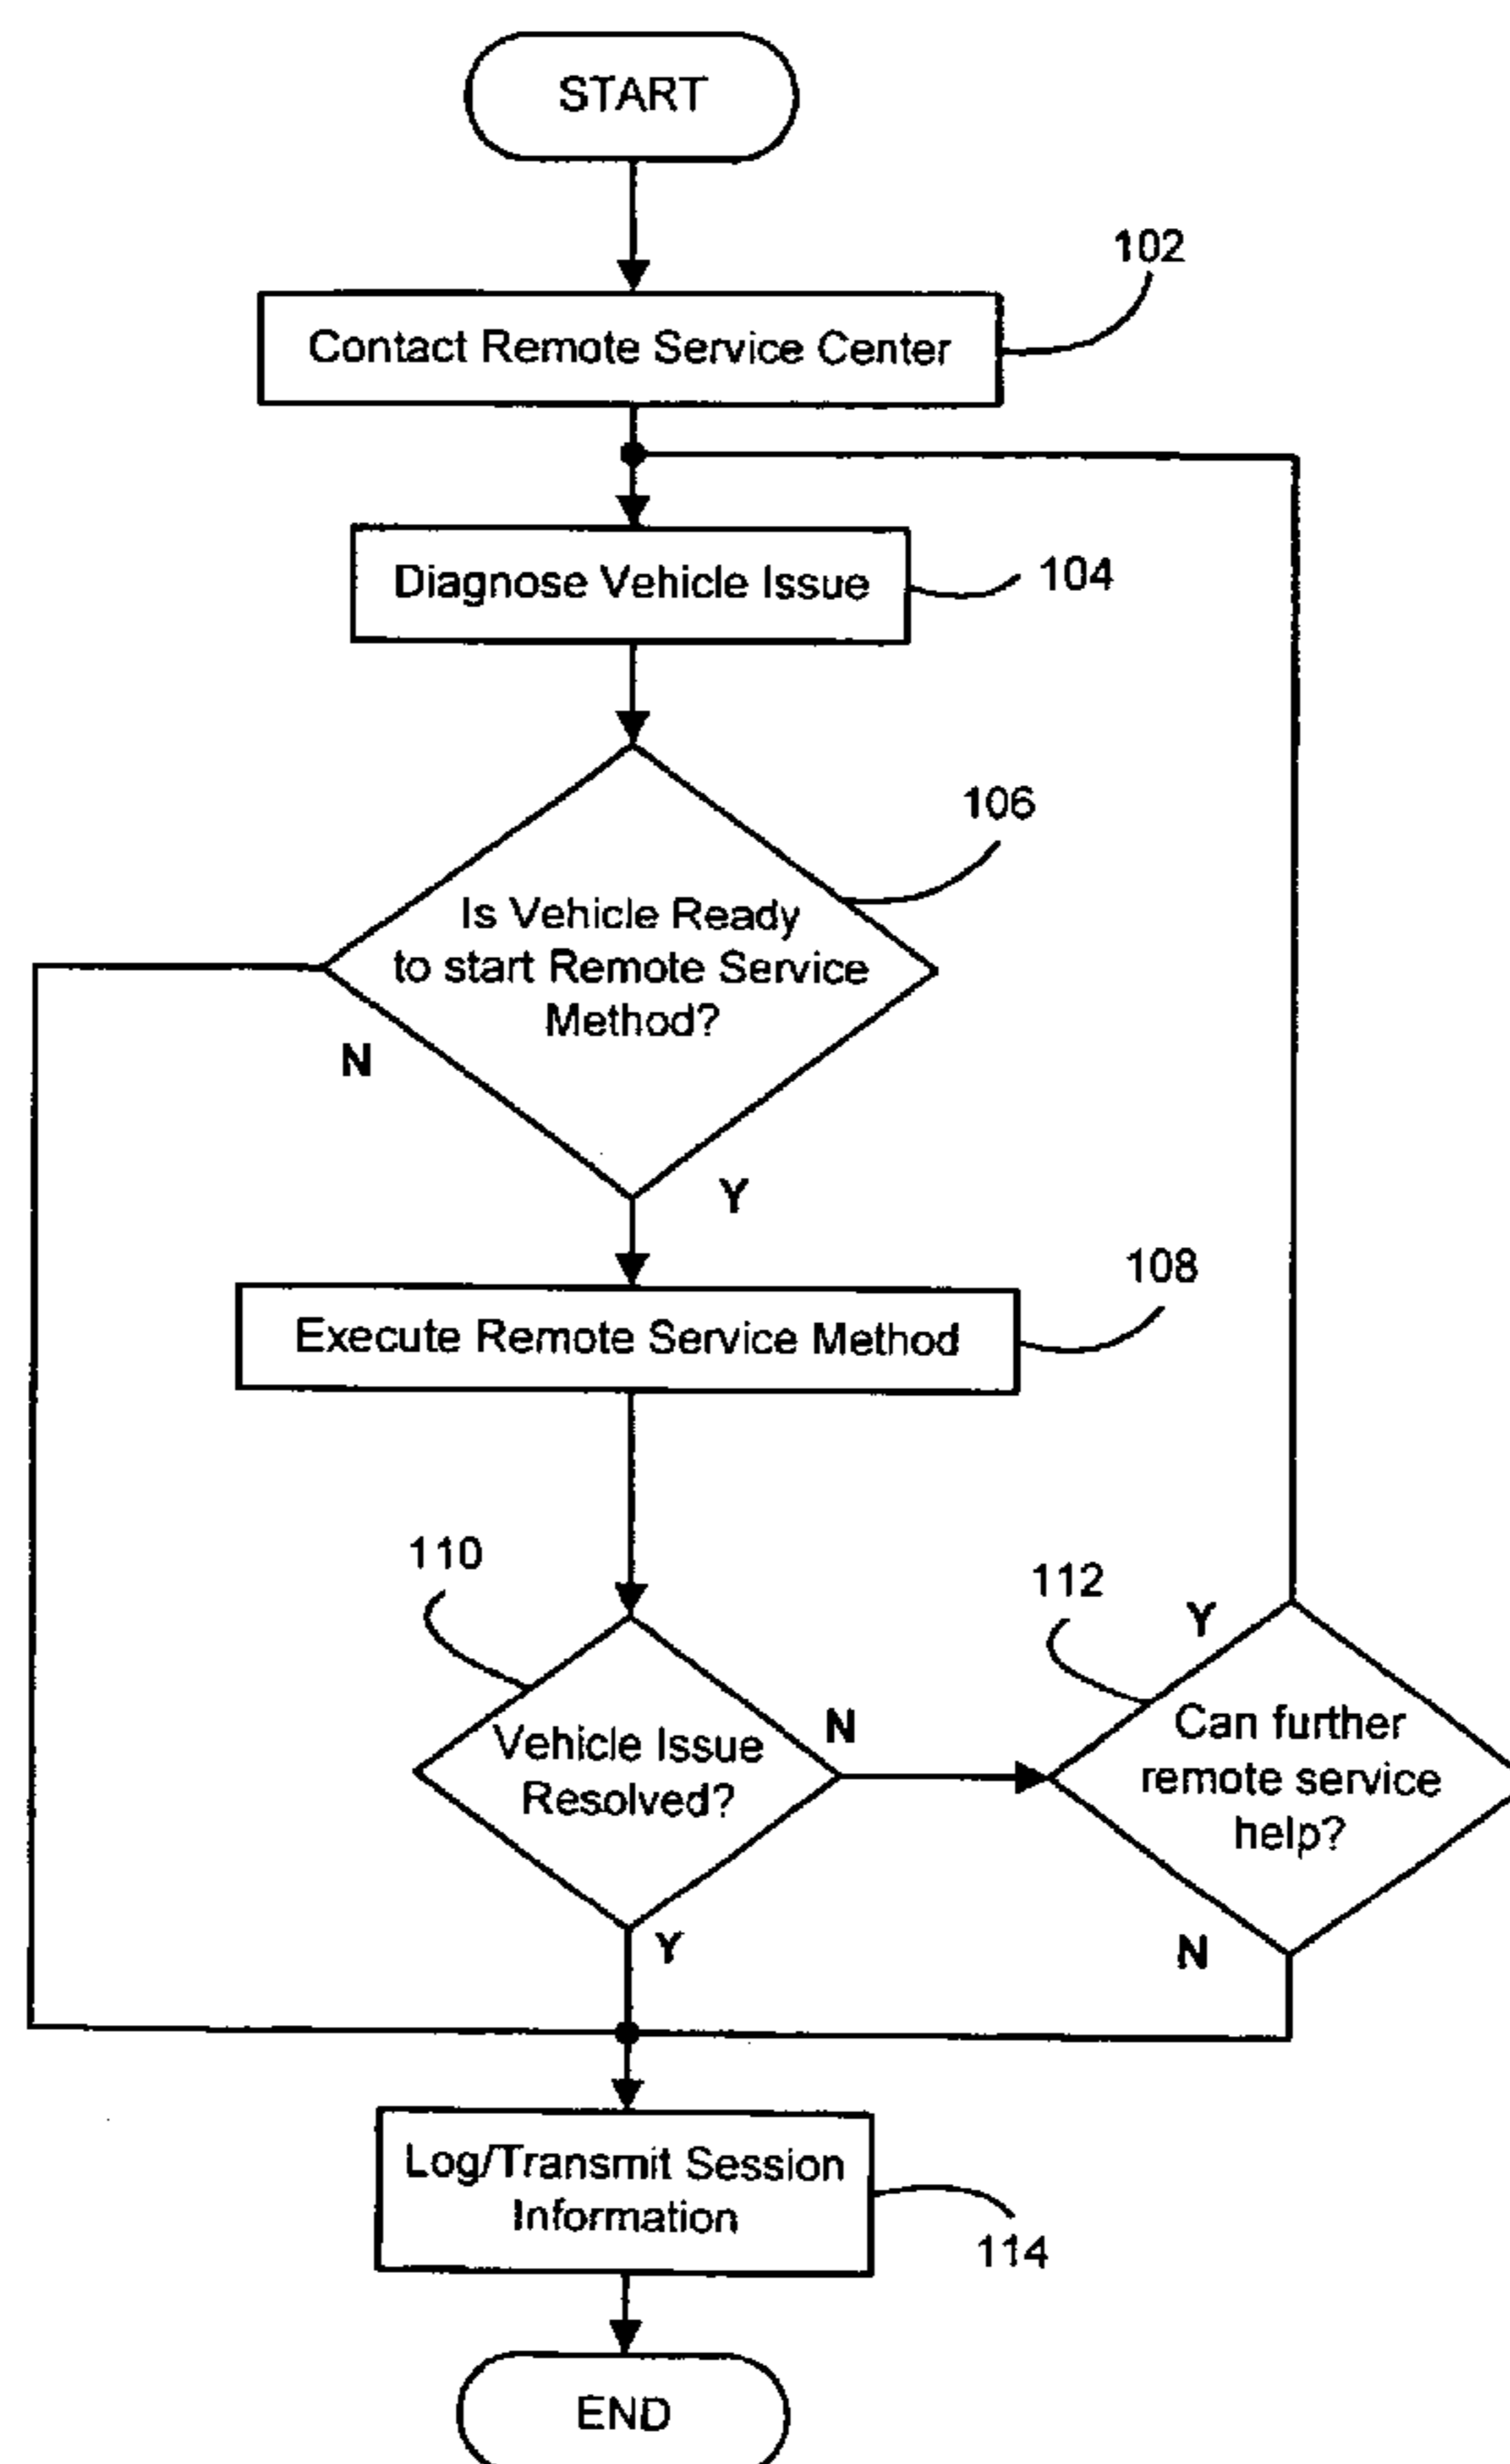 START
102
Contact Remote Service Center
Diagnose Vehicle Issue
104
106
Is Vehicle Ready
to start Remote Service
Method?
N
Y
108
Execute Remote Service Method
110
112
Y
N
Vehicle Issue
Resolved?
Can further
remote service
help?
Y
N
Log/Transmit Session
Information
114
END